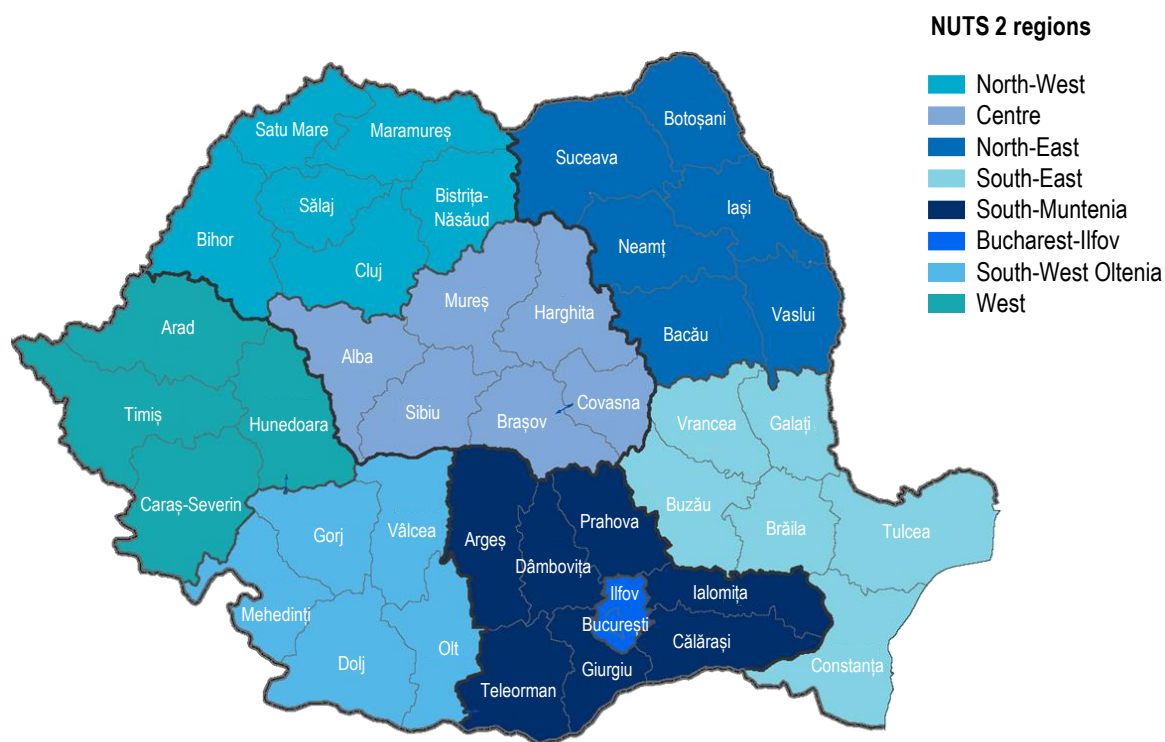 NUTS 2 regions
North-West
Centre
North-East
South-East
South-Muntenia
Bucharest-Ilfov
South-West Oltenia
West
Botoșani
Satu Mare
Maramureș
Suceava
Bistrița-
Năsăud
Sălaj
Iași
Bihor
Neamț
Cluj
Mureș
Harghita
Vaslui
Arad
Bacău
Alba
Covasna
Timiș
Hunedoara
Sibiu
Brașov
Vrancea
Galați
Caraș-Severin
Buzău
Prahova
Vâlcea
Gorj
Argeș
Brăila
Tulcea
Dâmbovița
Ilfov
Ialomița
Mehedinți
București
Călărași
Olt
Dolj
Giurgiu
Constanța
Teleorman